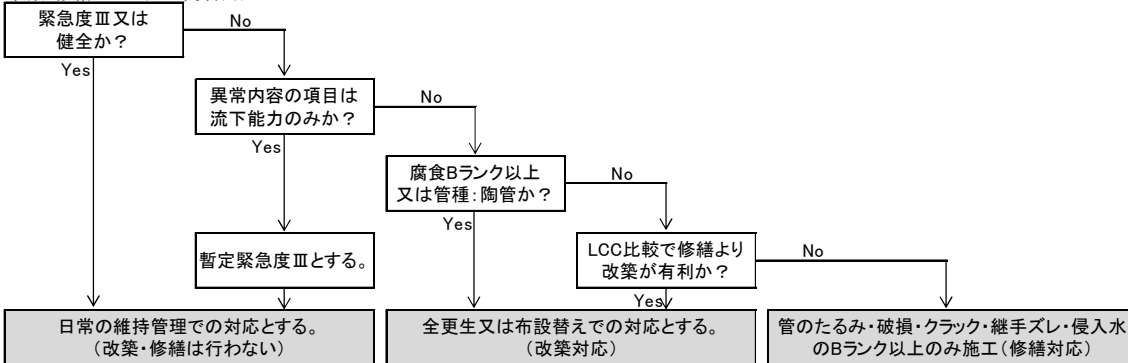 緊急度Ⅲ又は
健全か？
No
Yes
異常内容の項目は
流下能力のみか？
No
Yes
腐食Bランク以上
又は管種：陶管か？
No
Yes
暫定緊急度Ⅲとする。
LCC比較で修繕より
改築が有利か？
No
Yes
日常の維持管理での対応とする。
（改築・修繕は行わない）
全更生又は布設替えでの対応とする。
（改築対応）
管のたるみ・破損・クラック・継手ズレ・侵入水
のBランク以上のみ施工（修繕対応）